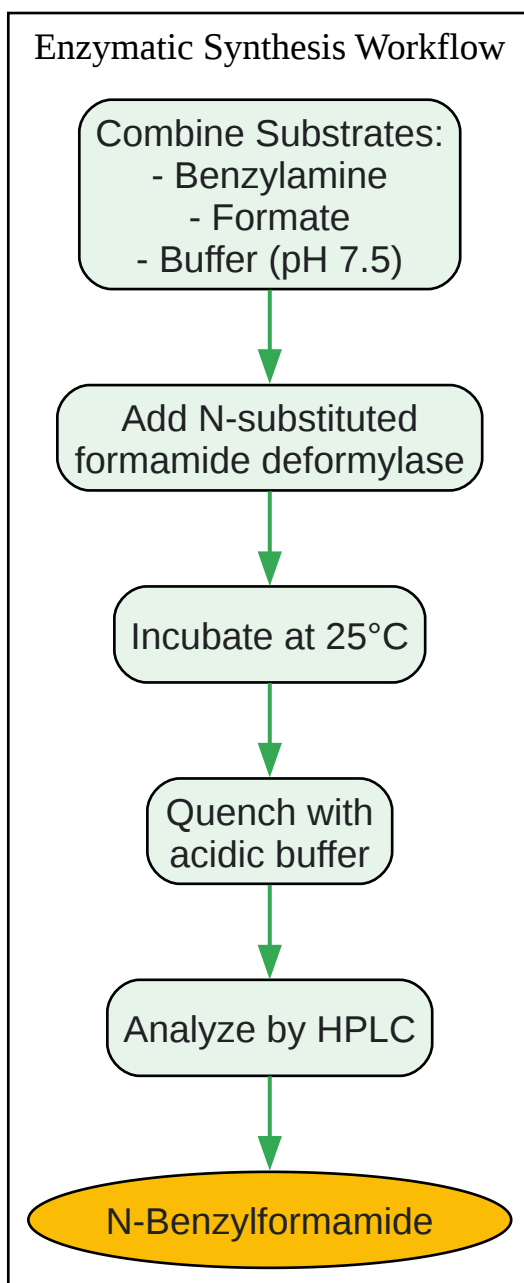 Enzymatic Synthesis Workflow
Combine Substrates:
- Benzylamine
- Formate
- Buffer (pH 7.5)
Add N-substituted
formamide deformylase
Incubate at 25°C
Quench with
acidic buffer
Analyze by HPLC
N-Benzylformamide